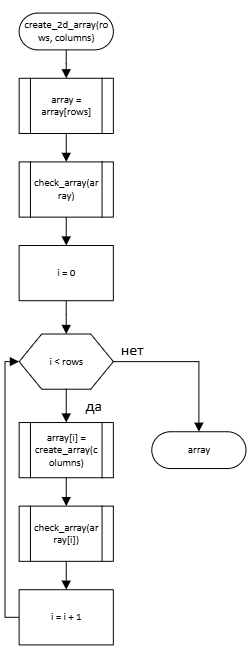 create_2d_array(ro
ws, columns)
array =
array[rows]
check_array(ar
ray)
i = 0
i < rows
нет
да
array
array[i] =
create_array(c
olumns)
check_array(ar
ray[i])
i = i + 1